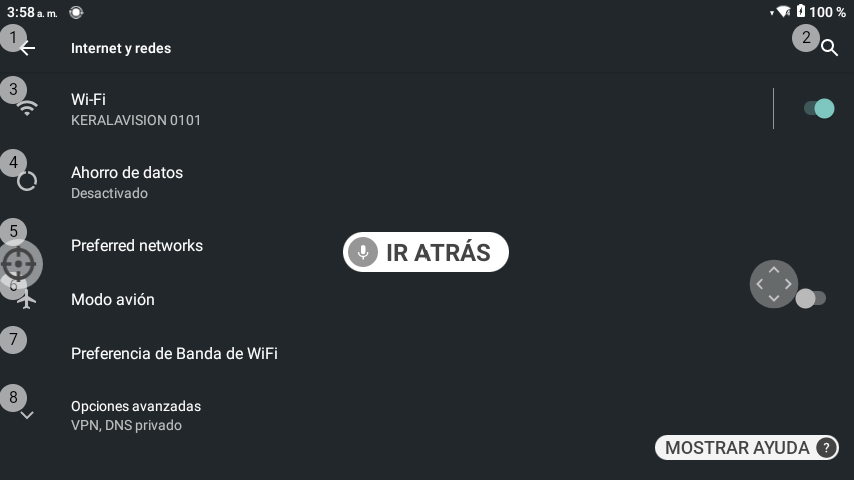 3:58 a. m.
100 %
1
Internet y redes
2
3
Wi-Fi
KERALAVISION 0101
4
Ahorro de datos
Desactivado
5
Preferred networks
IR ATRÁS
6
Modo avión
7
Preferencia de Banda de WiFi
8
Opciones avanzadas
VPN, DNS privado
MOSTRAR AYUDA ?